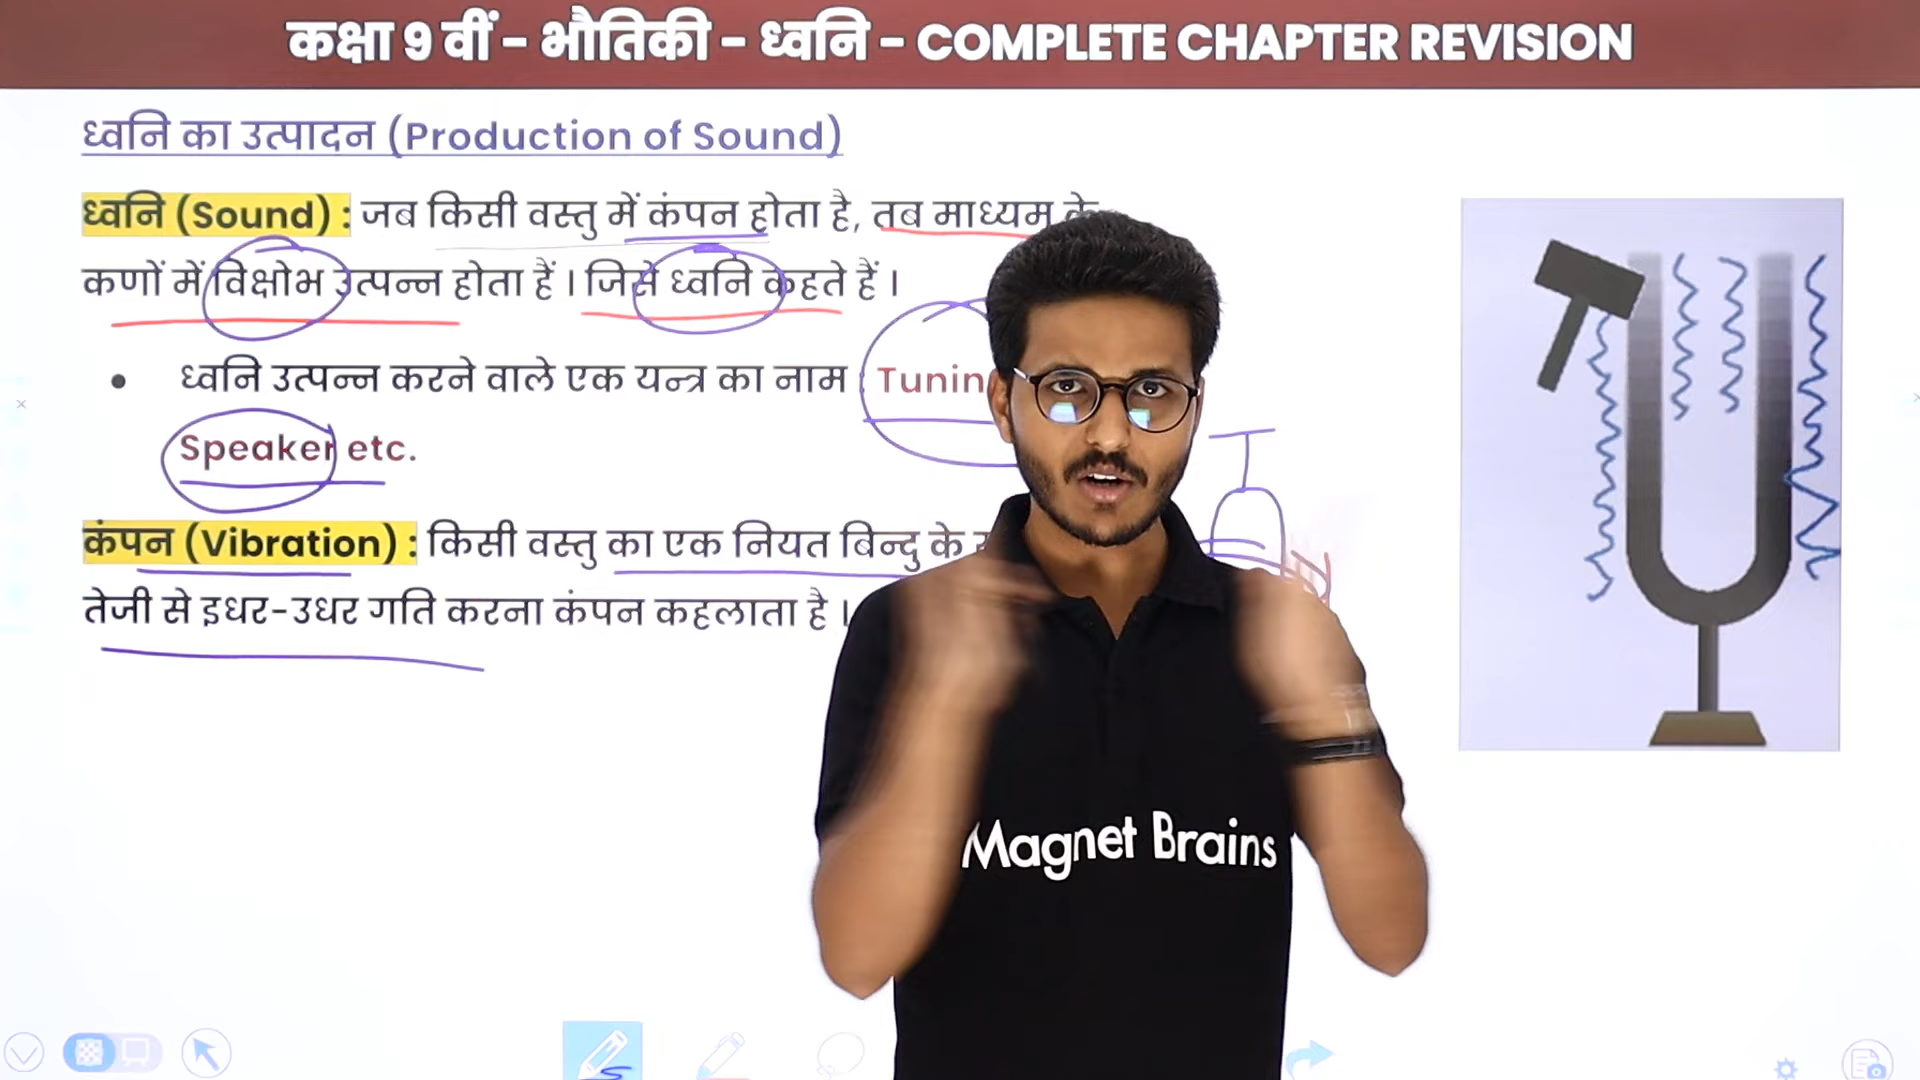 कक्षा 9 वीं - भौतिकी - ध्वनि - COMPLETE CHAPTER REVISION
ध्वनि का उत्पादन (Production of Sound)
ध्वनि (Sound) : जब किसी वस्तु में कंपन होता है, तब माध्यम के
कणों में विक्षोभ उत्पन्न होता हैं । जिसे ध्वनि कहते हैं ।
• ध्वनि उत्पन्न करने वाले एक यन्त्र का नाम :
Speaker etc.
कंपन (Vibration) : किसी वस्तु का एक नियत बिन्दु के
तेजी से इधर-उधर गति करना कंपन कहलाता है ।
Magnet Brains